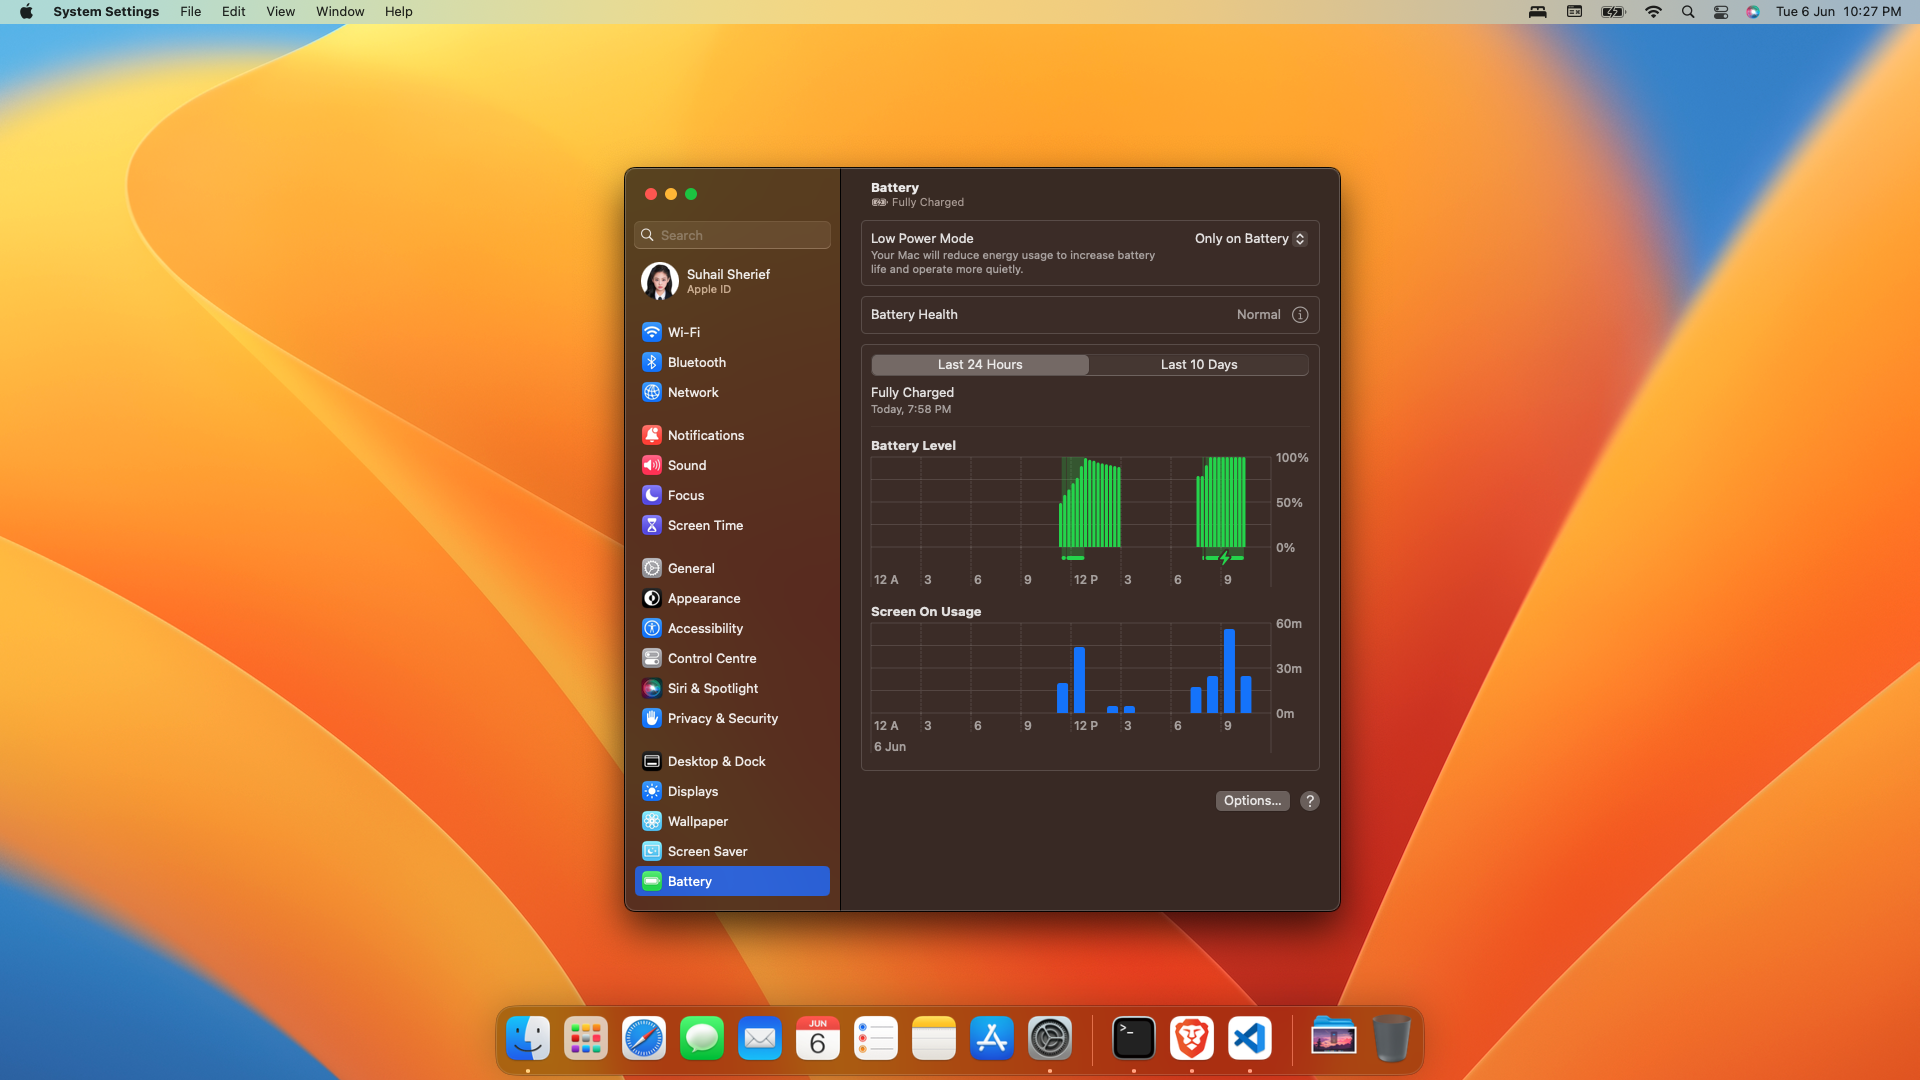 System Settings File Edit View Window Help
Tue 6 Jun 10:27 PM
Search
Suhail Sherief
Apple ID
Wi-Fi
Bluetooth
Network
Notifications
Sound
Focus
Screen Time
General
Appearance
Accessibility
Control Centre
Siri & Spotlight
Privacy & Security
Desktop & Dock
Displays
Wallpaper
Screen Saver
Battery
Battery
Fully Charged
Low Power Mode
Only on Battery
Your Mac will reduce energy usage to increase battery
life and operate more quietly.
Battery Health
Normal
Last 24 Hours
Last 10 Days
Fully Charged
Today, 7:58 PM
Battery Level
100%
50%
0%
12 A 3 6 9 12 P 3 6 9
Screen On Usage
60m
30m
0m
12 A 3 6 9 12 P 3 6 9
6 Jun
Options...
?
JUN
6
>_